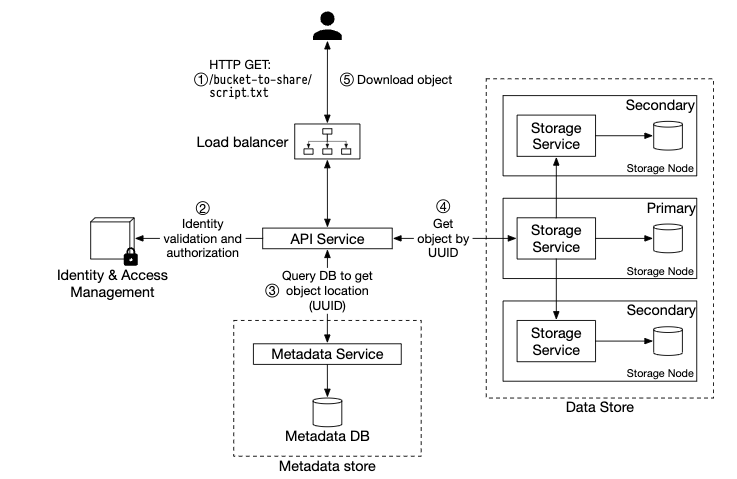 HTTP GET:
①/bucket-to-share/
script.txt
⑤ Download object
Load balancer
②
Identity
validation and
authorization
Identity & Access
Management
API Service
④
Get
object by
UUID
Query DB to get
③ object location
(UUID)
Metadata Service
Metadata DB
Metadata store
Secondary
Storage
Service
Storage Node
Primary
Storage
Service
Storage Node
Secondary
Storage
Service
Storage Node
Data Store